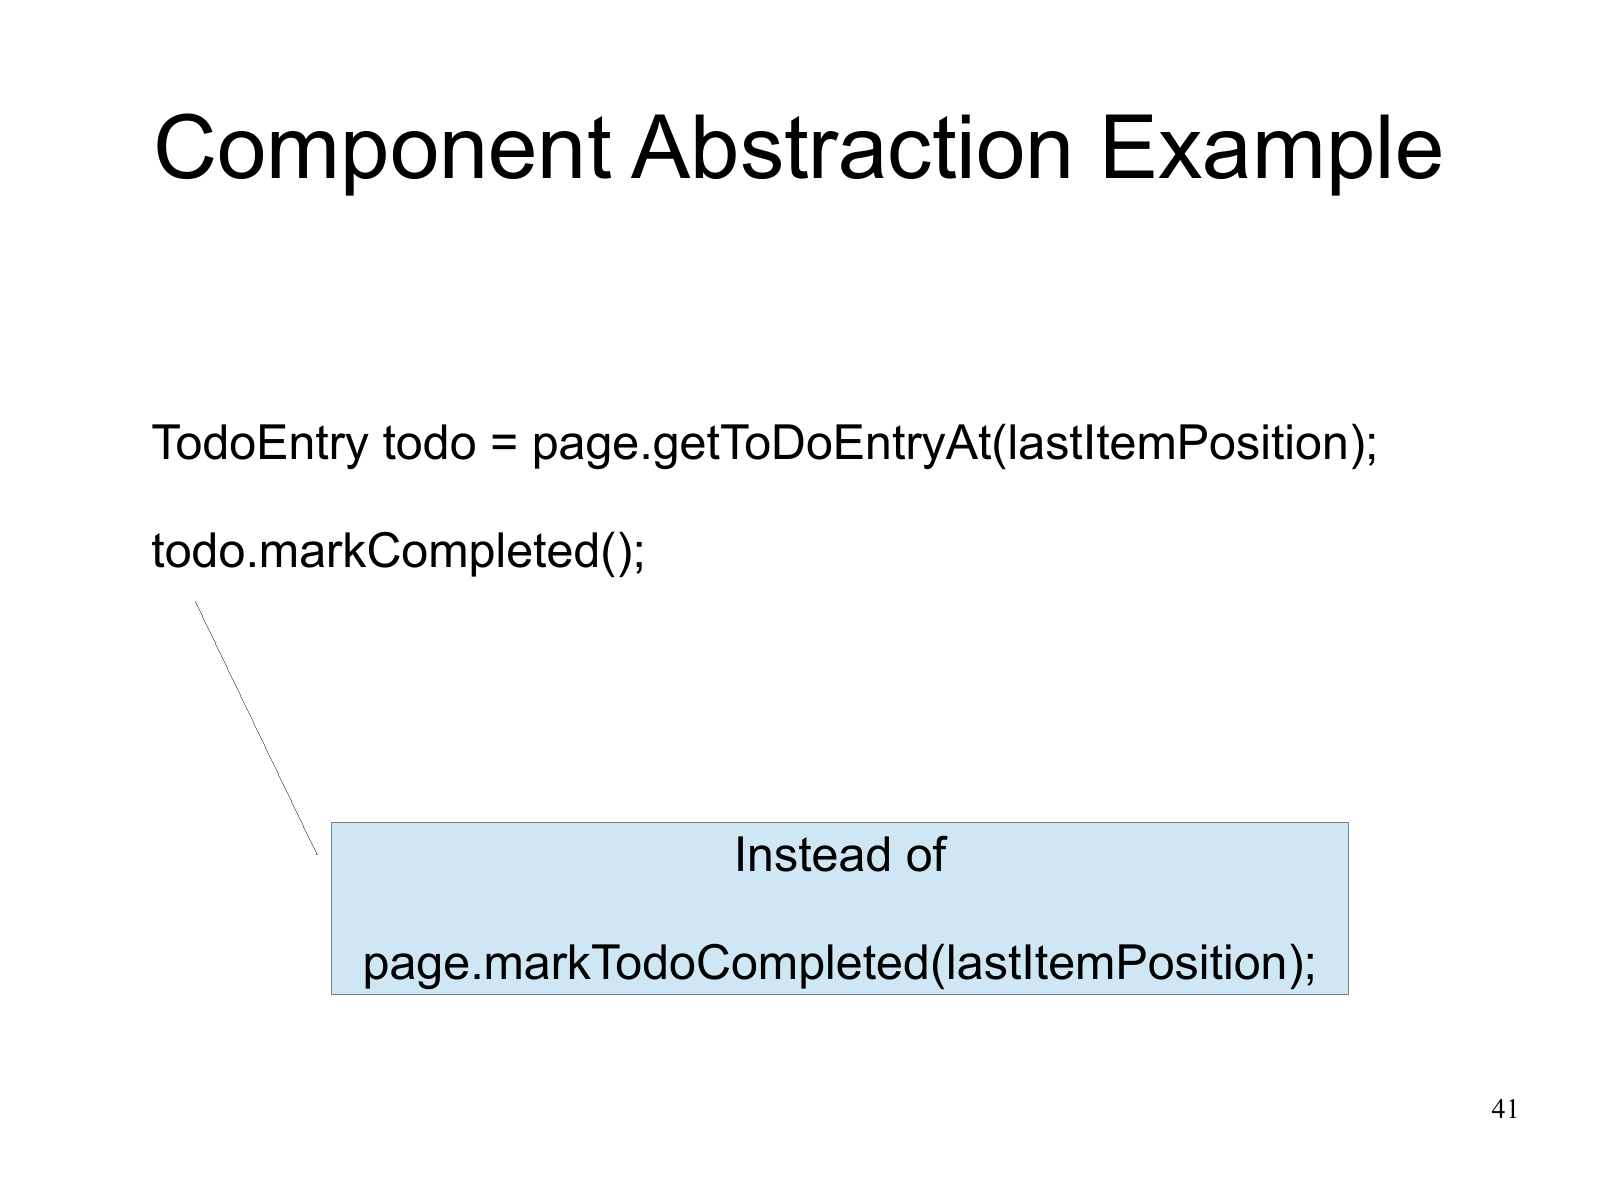 Component Abstraction Example
TodoEntry todo = page.getToDoEntryAt(lastItemPosition);
todo.markCompleted();
Instead of
page.markTodoCompleted(lastItemPosition);
41